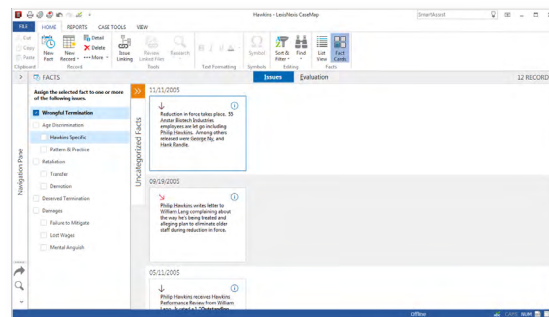 Hawkins - LexisNexis CaseMap
SmartAssist
FILE HOME REPORTS CASE TOOLS VIEW
Cut
Copy
Paste
Clipboard
New Fact
New Record
Detail
Delete
More
Record
Issue Linking
Review Linked Files
Research
Tools
B I
Text Formatting
Symbol
Symbols
Sort & Filter
Find
Editing
List View
Fact Cards
Facts
FACTS
Issues Evaluation
12 RECORD
Navigation Pane
Assign the selected fact to one or more
of the following issues.
Wrongful Termination
Age Discrimination
Hawkins Specific
Pattern & Practice
Retaliation
Transfer
Demotion
Deserved Termination
Damages
Failure to Mitigate
Lost Wages
Mental Anguish
Uncategorized Facts
11/11/2005
Reduction in force takes place. 55
Anstar Biotech Industries
employees are let go including
Philip Hawkins. Among others
released were George Ny, and
Hank Randle.
09/19/2005
Philip Hawkins writes letter to
William Lang complaining about
the way he's being treated and
alleging plan to eliminate older
staff during reduction in force.
05/11/2005
Philip Hawkins receives Hawkins
Performance Review from William
Offline
CAPS NUM